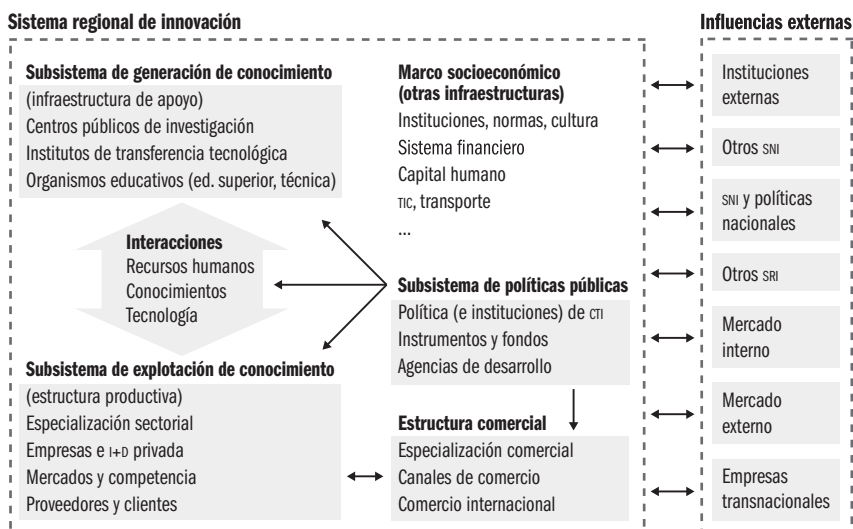 Sistema regional de innovación
Subsistema de generación de conocimiento
(infraestructura de apoyo)
Centros públicos de investigación
Institutos de transferencia tecnológica
Organismos educativos (ed. superior, técnica)
Interacciones
Recursos humanos
Conocimientos
Tecnología
Subsistema de explotación de conocimiento
(estructura productiva)
Especialización sectorial
Empresas e I+D privada
Mercados y competencia
Proveedores y clientes
Marco socioeconómico
(otras infraestructuras)
Instituciones, normas, cultura
Sistema financiero
Capital humano
TIC, transporte
...
Subsistema de políticas públicas
Política (e instituciones) de CTI
Instrumentos y fondos
Agencias de desarrollo
Estructura comercial
Especialización comercial
Canales de comercio
Comercio internacional
Influencias externas
Instituciones
externas
Otros SNI
SNI y políticas
nacionales
Otros SRI
Mercado
interno
Mercado
externo
Empresas
transnacionales